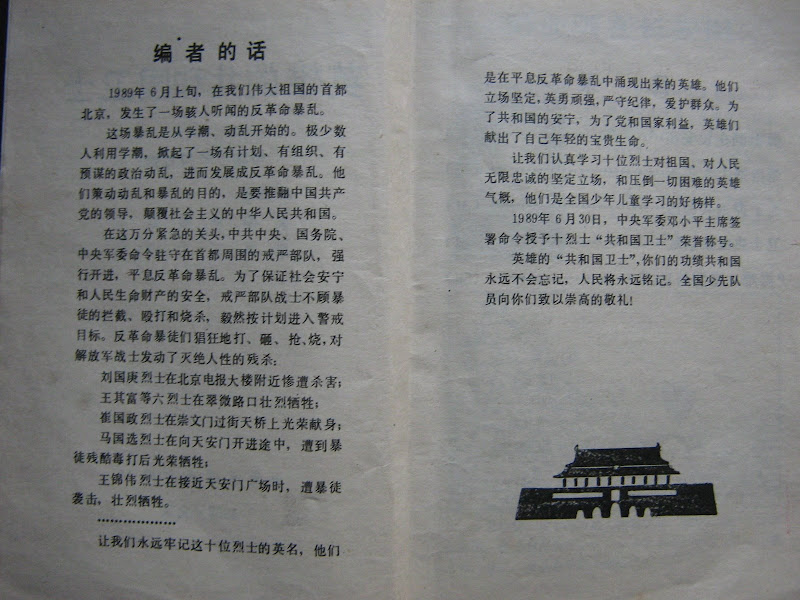 编者的话
1989年6月上旬，在我们伟大祖国的首都
北京，发生了一场骇人听闻的反革命暴乱。
这场暴乱是从学潮、动乱开始的。极少数
人利用学潮，掀起了一场有计划、有组织、有
预谋的政治动乱，进而发展成反革命暴乱。他
们策动动乱和暴乱的目的，是要推翻中国共产
党的领导，颠覆社会主义的中华人民共和国。
在这万分紧急的关头，中共中央、国务院、
中央军委命令驻守在首都周围的戒严部队，强
行开进，平息反革命暴乱。为了保证社会安宁
和人民生命财产的安全，戒严部队战士不顾暴
徒的拦截、殴打和烧杀，毅然按计划进入警戒
目标。反革命暴徒们猖狂地打、砸、抢、烧，对
解放军战士发动了灭绝人性的残杀：
刘国庚烈士在北京电报大楼附近惨遭杀害；
王其富等六烈士在翠微路口壮烈牺牲；
崔国政烈士在崇文门过街天桥上光荣献身；
马国选烈士在向天安门开进途中，遭到暴
徒残酷毒打后光荣牺牲；
王锦伟烈士在接近天安门广场时，遭暴徒
袭击，壮烈牺牲。
………………
让我们永远牢记这十位烈士的英名，他们
是在平息反革命暴乱中涌现出来的英雄。他们
立场坚定，英勇顽强，严守纪律，爱护群众。为
了共和国的安宁，为了党和国家利益，英雄们
献出了自己年轻的宝贵生命。
让我们认真学习十位烈士对祖国、对人民
无限忠诚的坚定立场，和压倒一切困难的英雄
气概，他们是全国少年儿童学习的好榜样。
1989年6月30日，中央军委邓小平主席签
署命令授予十烈士“共和国卫士”荣誉称号。
英雄的“共和国卫士”，你们的功绩共和国
永远不会忘记，人民将永远铭记。全国少先队
员向你们致以崇高的敬礼！